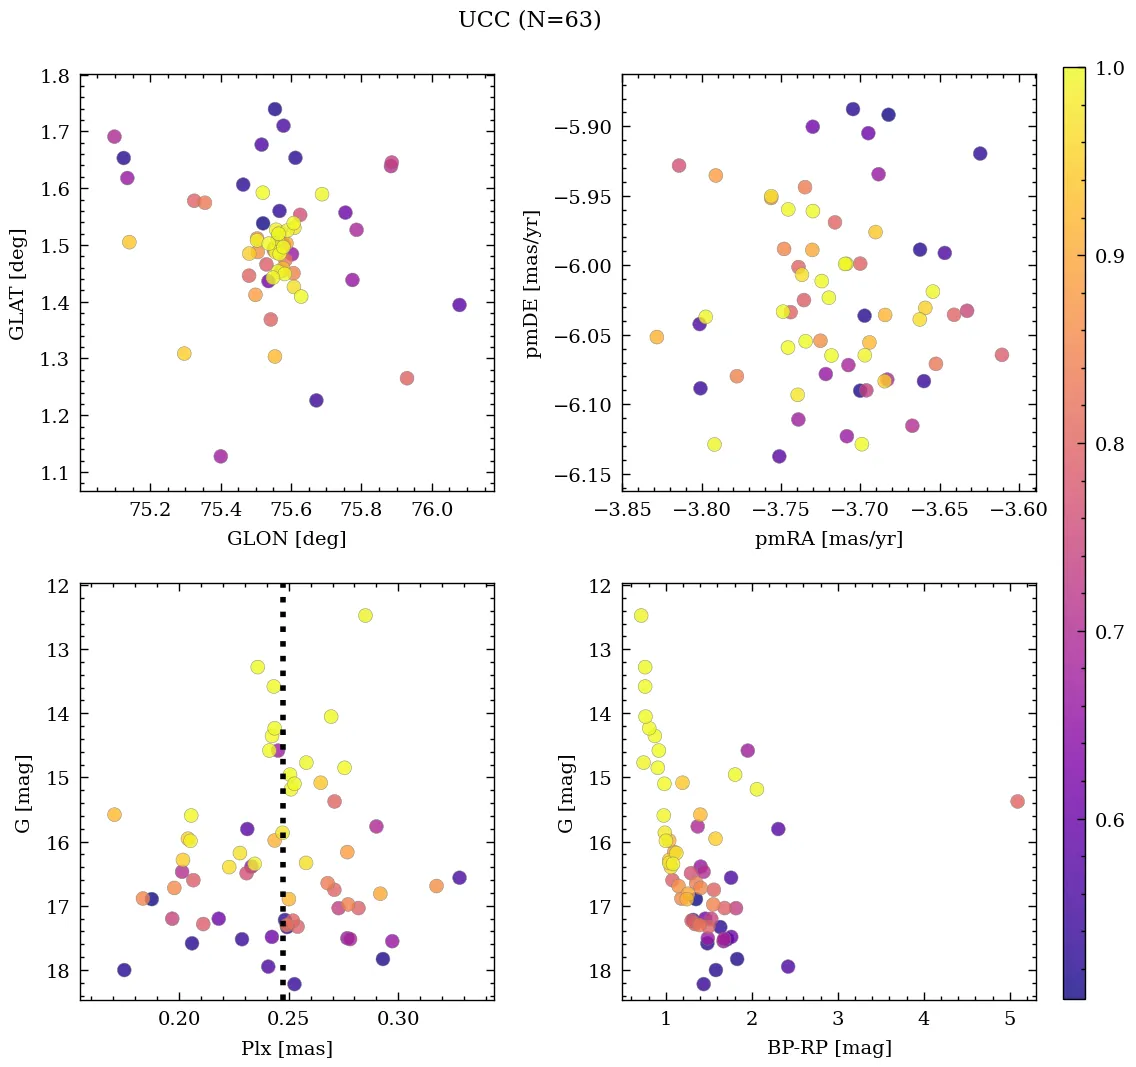 UCC (N=63)
1.8
1.7
1.6
1.5
1.4
1.3
1.2
1.1
GLAT [deg]
75.2 75.4 75.6 75.8 76.0
GLON [deg]
−5.90
−5.95
−6.00
−6.05
−6.10
−6.15
pmDE [mas/yr]
−3.85 −3.80 −3.75 −3.70 −3.65 −3.60
pmRA [mas/yr]
1.0
0.9
0.8
0.7
0.6
12
13
14
15
16
17
18
G [mag]
0.20 0.25 0.30
Plx [mas]
12
13
14
15
16
17
18
G [mag]
1 2 3 4 5
BP-RP [mag]